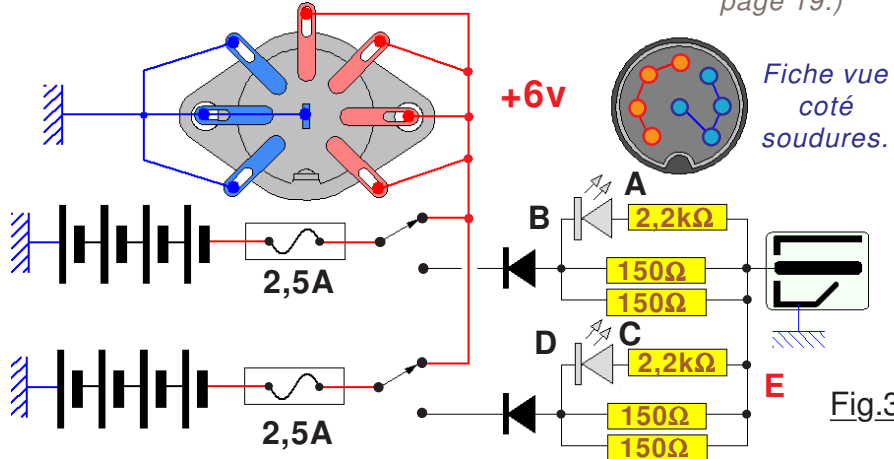 page 19.)
+6v
Fiche vue
coté
soudures.
A
B
2,2kΩ
2,5A
150Ω
150Ω
D
C
2,2kΩ
E
Fig.3
2,5A
150Ω
150Ω